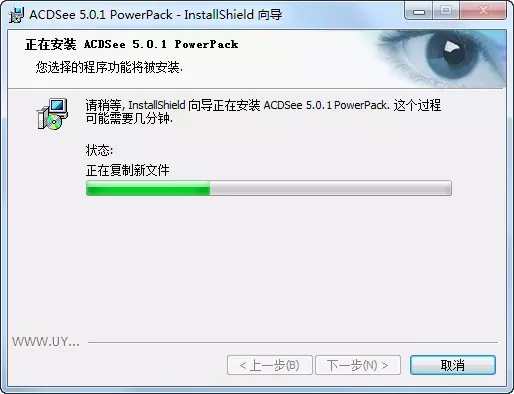 ACDSee 5.0.1 PowerPack - InstallShield 向导
正在安装 ACDSee 5.0.1 PowerPack
您选择的程序功能将被安装.
请稍等, InstallShield 向导正在安装 ACDSee 5.0.1 PowerPack. 这个过程
可能需要几分钟.
状态:
正在复制新文件
WWW.UY...
< 上一步(B)
下一步(N) >
取消